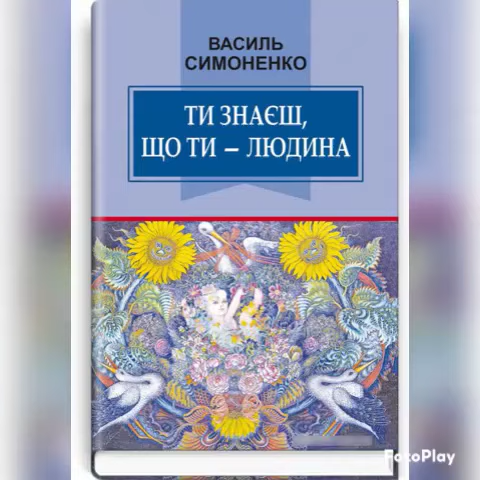 ВАСИЛЬ
СИМОНЕНКО
ТИ ЗНАЄШ,
ЩО ТИ – ЛЮДИНА
FotoPlay